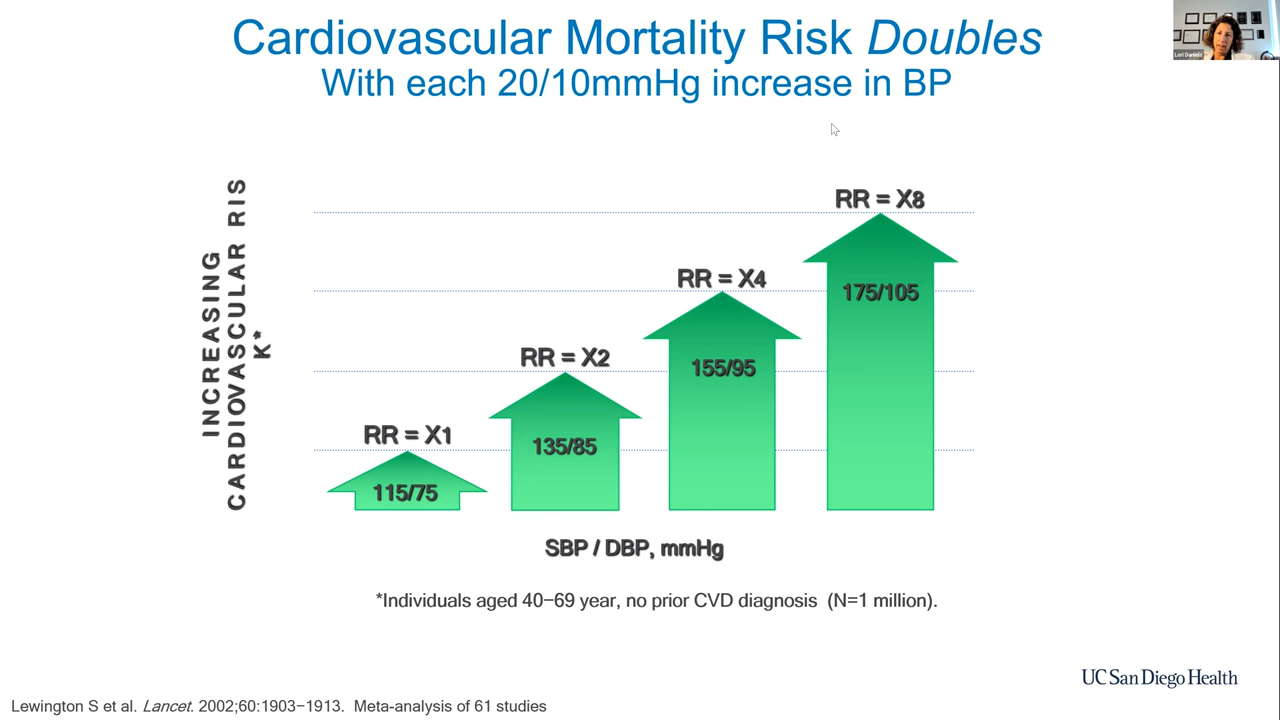 Cardiovascular Mortality Risk Doubles
With each 20/10mmHg increase in BP
Lori Daniels
INCREASING
CARDIOVASCULAR RIS
K*
RR = X1
115/75
RR = X2
135/85
RR = X4
155/95
RR = X8
175/105
SBP / DBP, mmHg
*Individuals aged 40–69 year, no prior CVD diagnosis (N=1 million).
UC San Diego Health
Lewington S et al. Lancet. 2002;60:1903–1913. Meta-analysis of 61 studies